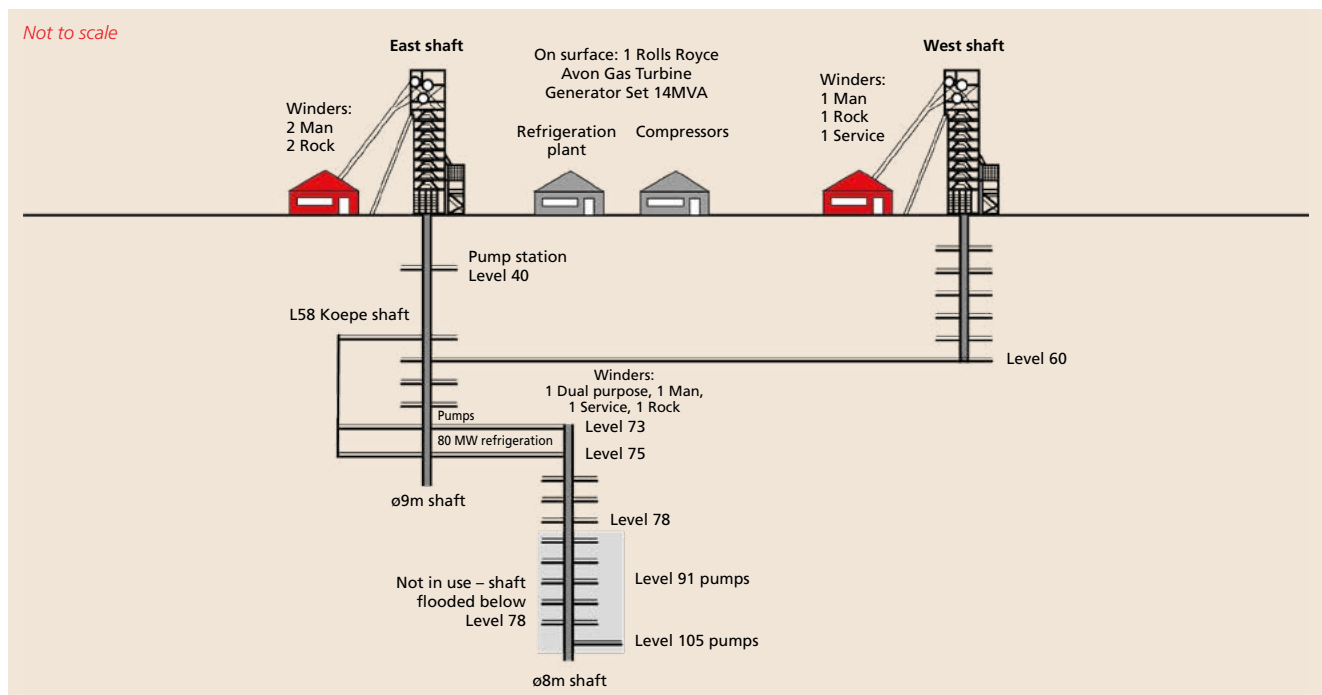 Not to scale
East shaft
Winders:
2 Man
2 Rock
On surface: 1 Rolls Royce
Avon Gas Turbine
Generator Set 14MVA
Refrigeration
plant
Compressors
West shaft
Winders:
1 Man
1 Rock
1 Service
Pump station
Level 40
L58 Koepe shaft
Level 60
Winders:
1 Dual purpose, 1 Man,
1 Service, 1 Rock
Pumps
Level 73
80 MW refrigeration
Level 75
ø9m shaft
Level 78
Not in use – shaft
flooded below
Level 78
Level 91 pumps
Level 105 pumps
ø8m shaft